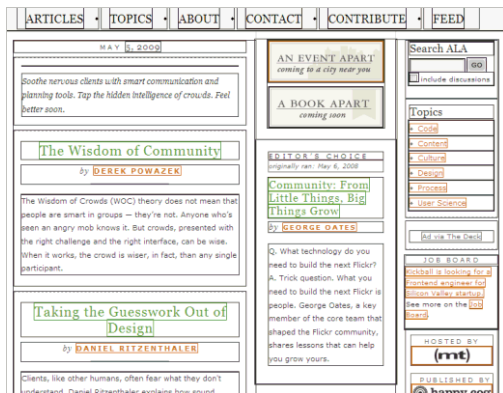 ARTICLES • TOPICS • ABOUT • CONTACT • CONTRIBUTE • FEED
MAY 5, 2009
Soothe nervous clients with smart communication and
planning tools. Tap the hidden intelligence of crowds. Feel
better soon.
The Wisdom of Community
by DEREK POWAZEK
The Wisdom of Crowds (WOC) theory does not mean that
people are smart in groups — they're not. Anyone who's
seen an angry mob knows it. But crowds, presented with
the right challenge and the right interface, can be wise.
When it works, the crowd is wiser, in fact, than any single
participant.
Taking the Guesswork Out of
Design
by DANIEL RITZENTHALER
Clients, like other humans, often fear what they don't
understand. Daniel Ritzenthaler explains how sound
AN EVENT APART
coming to a city near you
A BOOK APART
coming soon
EDITOR'S CHOICE
originally ran: May 6, 2008
Community: From
Little Things, Big
Things Grow
by GEORGE OATES
Q. What technology do you
need to build the next Flickr?
A. Trick question. What you
need to build the next Flickr is
people. George Oates, a key
member of the core team that
shaped the Flickr community,
shares lessons that can help
you grow yours.
Search ALA
GO
include discussions
Topics
• Code
• Content
• Culture
• Design
• Process
• User Science
Ad via The Deck
JOB BOARD
Kickball is looking for a
Frontend engineer for
Silicon Valley startup.
See more on the Job
Board.
HOSTED BY
(mt)
PUBLISHED BY
happy cog